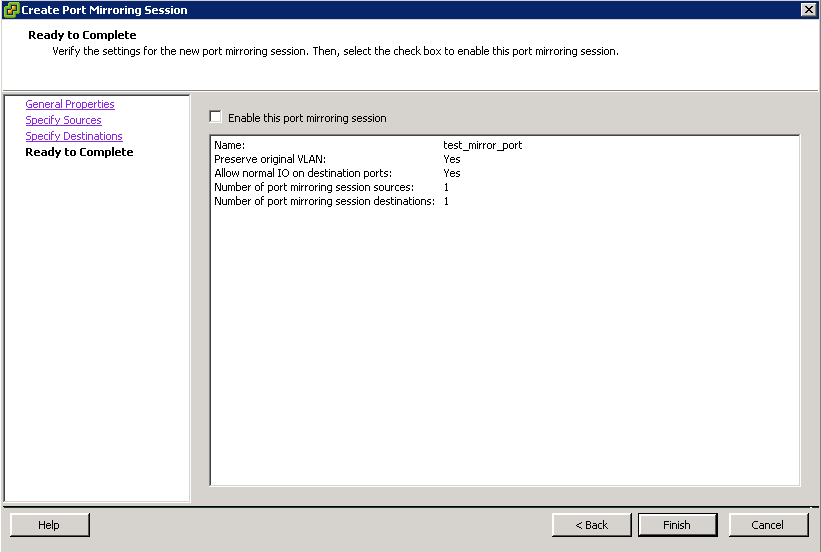 Create Port Mirroring Session
Ready to Complete
Verify the settings for the new port mirroring session. Then, select the check box to enable this port mirroring session.
General Properties
Specify Sources
Specify Destinations
Ready to Complete
Enable this port mirroring session
Name: test_mirror_port
Preserve original VLAN: Yes
Allow normal IO on destination ports: Yes
Number of port mirroring session sources: 1
Number of port mirroring session destinations: 1
Help < Back Finish Cancel